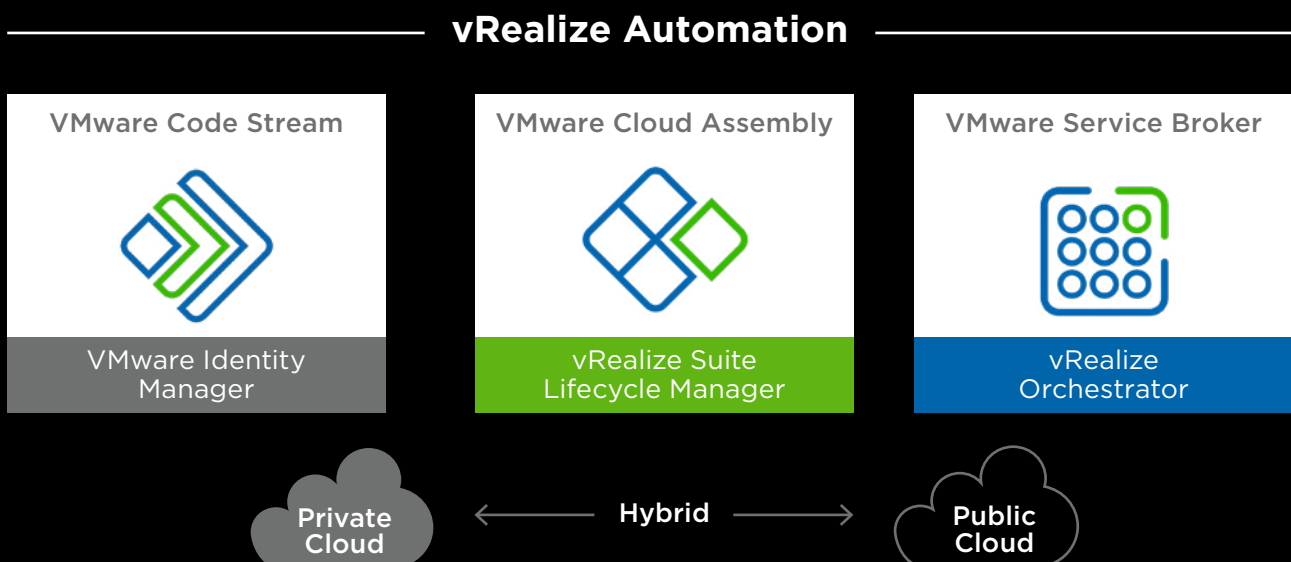 vRealize Automation
VMware Code Stream
VMware Cloud Assembly
VMware Service Broker
VMware Identity
Manager
vRealize Suite
Lifecycle Manager
vRealize
Orchestrator
Private
Cloud
Hybrid
Public
Cloud